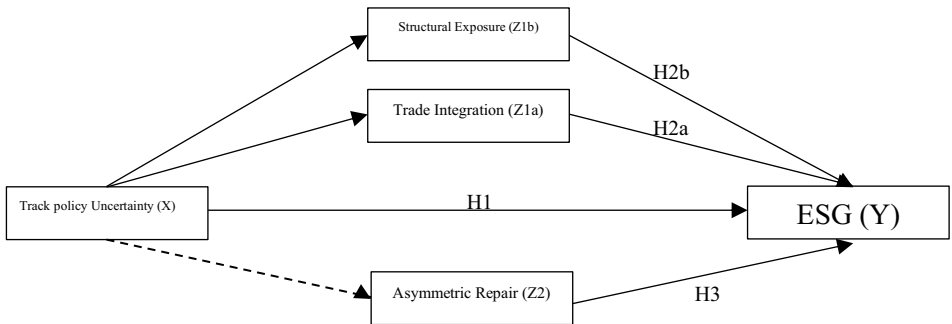 Structural Exposure (Z1b)
H2b
Trade Integration (Z1a)
H2a
Track policy Uncertainty (X)
H1
ESG (Y)
Asymmetric Repair (Z2)
H3